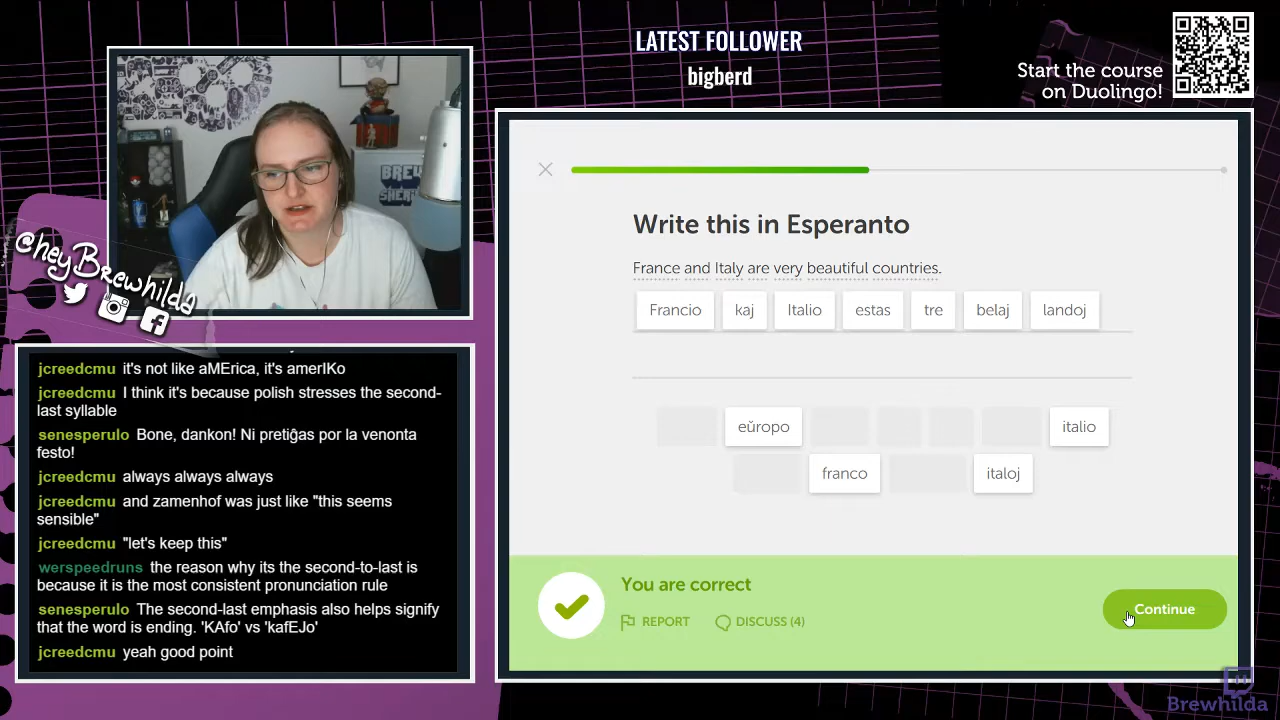 LATEST FOLLOWER
bigberd
Start the course
on Duolingo!
BREW
@heyBrewhilda
Write this in Esperanto
France and Italy are very beautiful countries.
Francio kaj Italio estas tre belaj landoj
eŭropo italio
franco italoj
You are correct
REPORT DISCUSS (4)
Continue
jcreedcmu it's not like aMErica, it's amerIKo
jcreedcmu I think it's because polish stresses the second-
last syllable
senesperulo Bone, dankon! Ni pretiĝas por la venonta
festo!
jcreedcmu always always always
jcreedcmu and zamenhof was just like "this seems
sensible"
jcreedcmu "let's keep this"
werspeedruns the reason why its the second-to-last is
because it is the most consistent pronunciation rule
senesperulo The second-last emphasis also helps signify
that the word is ending. 'KAfo' vs 'kafEJo'
jcreedcmu yeah good point
Brewhilda